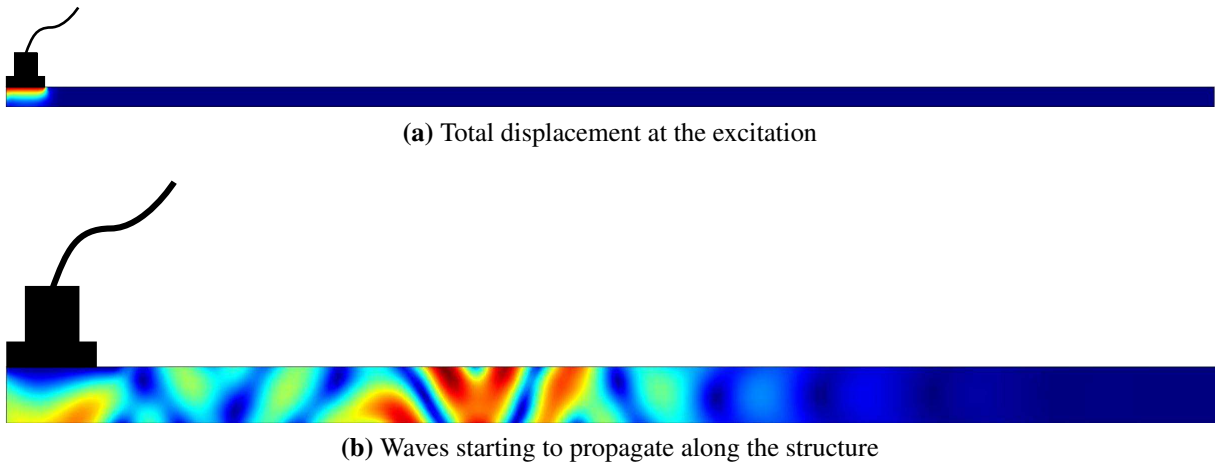 (a) Total displacement at the excitation
(b) Waves starting to propagate along the structure